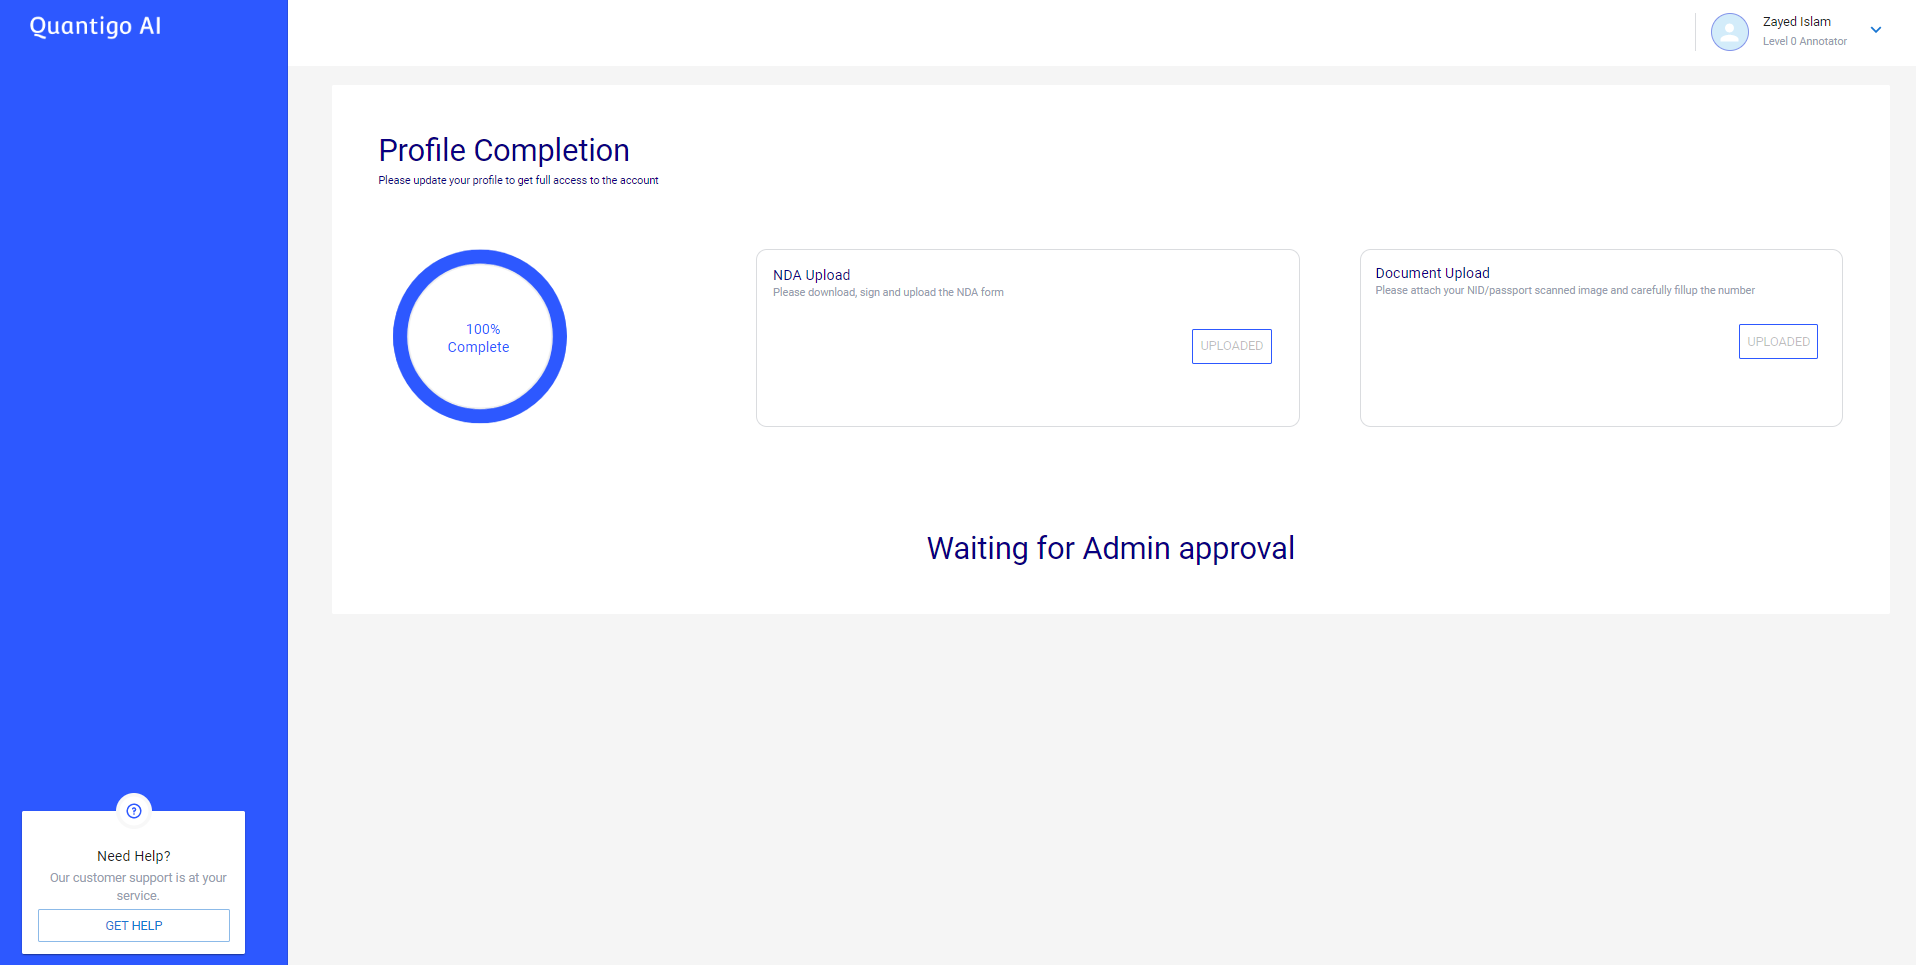 Quantigo AI
Zayed Islam
Level 0 Annotator
Profile Completion
Please update your profile to get full access to the account
100%
Complete
NDA Upload
Please download, sign and upload the NDA form
UPLOADED
Document Upload
Please attach your NID/passport scanned image and carefully fillup the number
UPLOADED
Waiting for Admin approval
?
Need Help?
Our customer support is at your
service.
GET HELP